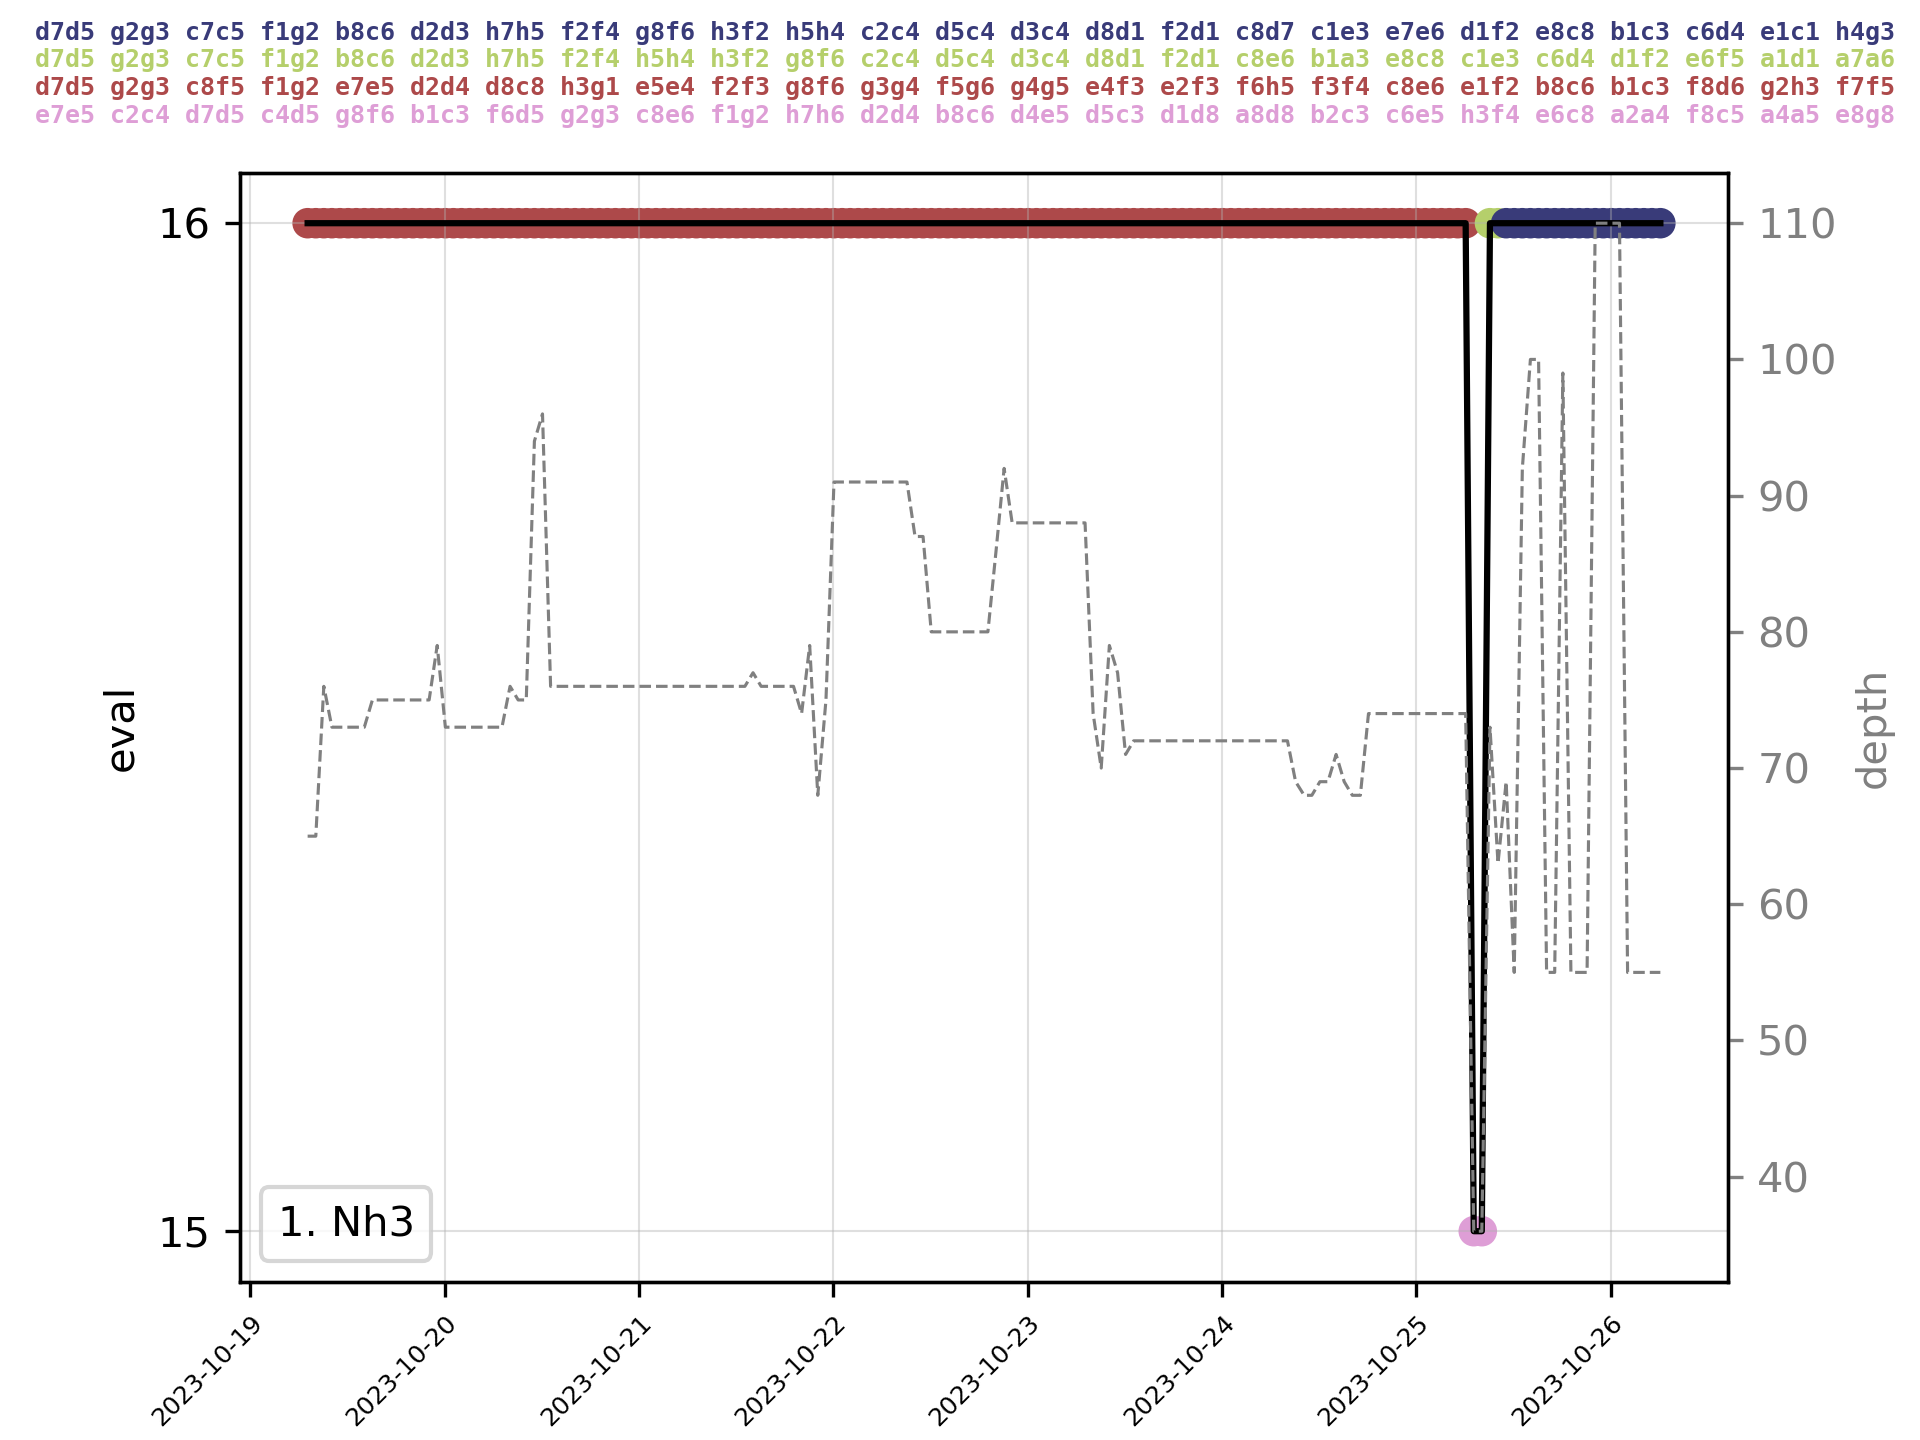 d7d5 g2g3 c7c5 f1g2 b8c6 d2d3 h7h5 f2f4 g8f6 h3f2 h5h4 c2c4 d5c4 d3c4 d8d1 f2d1 c8d7 c1e3 e7e6 d1f2 e8c8 b1c3 c6d4 e1c1 h4g3
d7d5 g2g3 c7c5 f1g2 b8c6 d2d3 h7h5 f2f4 h5h4 h3f2 g8f6 c2c4 d5c4 d3c4 d8d1 f2d1 c8e6 b1a3 e8c8 c1e3 c6d4 d1f2 e6f5 a1d1 a7a6
d7d5 g2g3 c8f5 f1g2 e7e5 d2d4 d8c8 h3g1 e5e4 f2f3 g8f6 g3g4 f5g6 g4g5 e4f3 e2f3 f6h5 f3f4 c8e6 e1f2 b8c6 b1c3 f8d6 g2h3 f7f5
e7e5 c2c4 d7d5 c4d5 g8f6 b1c3 f6d5 g2g3 c8e6 f1g2 h7h6 d2d4 b8c6 d4e5 d5c3 d1d8 a8d8 b2c3 c6e5 h3f4 e6c8 a2a4 f8c5 a4a5 e8g8
16
15
eval
110
100
90
80
70
60
50
40
depth
1. Nh3
2023-10-19
2023-10-20
2023-10-21
2023-10-22
2023-10-23
2023-10-24
2023-10-25
2023-10-26